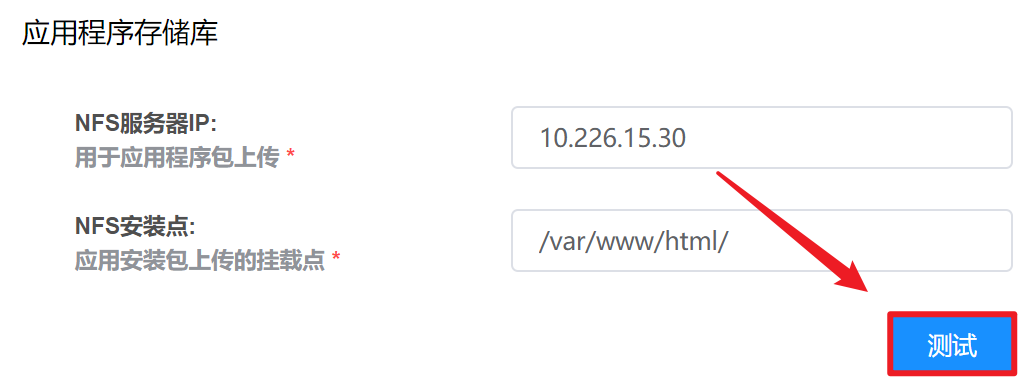 应用程序存储库
NFS服务器IP:
10.226.15.30
用于应用程序包上传 *
NFS安装点:
/var/www/html/
应用安装包上传的挂载点 *
测试